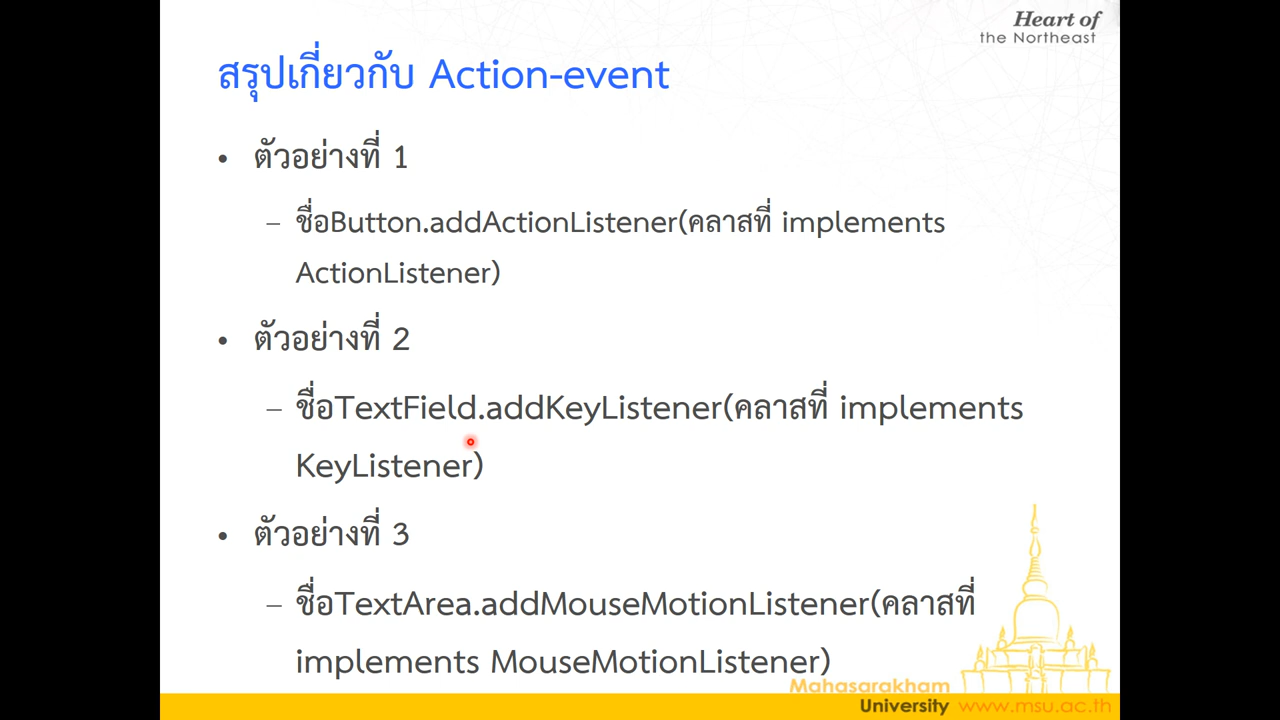 Heart of
the Northeast
สรุปเกี่ยวกับ Action-event
• ตัวอย่างที่ 1
– ชื่อButton.addActionListener(คลาสที่ implements
ActionListener)
• ตัวอย่างที่ 2
– ชื่อTextField.addKeyListener(คลาสที่ implements
KeyListener)
• ตัวอย่างที่ 3
– ชื่อTextArea.addMouseMotionListener(คลาสที่
implements MouseMotionListener)
Mahasarakham
University www.msu.ac.th